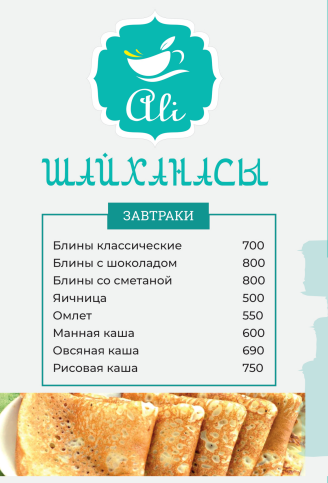 Ali
ШАЙХАНАСЫ
ЗАВТРАКИ
Блины классические 700
Блины с шоколадом 800
Блины со сметаной 800
Яичница 500
Омлет 550
Манная каша 600
Овсяная каша 690
Рисовая каша 750